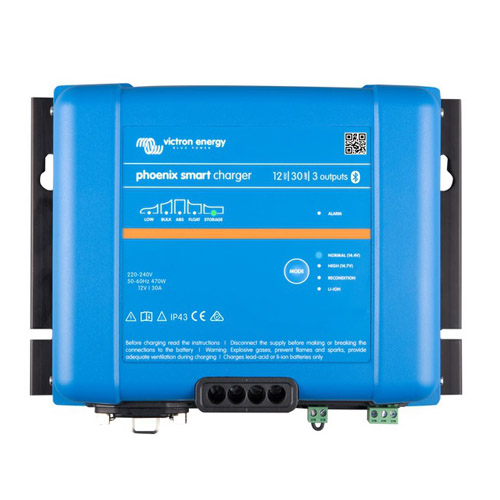 victron energy
BLUE POWER
phoenix smart charger
12V | 30A | 3 outputs
LOW BULK ABS FLOAT STORAGE
ALARM
NORMAL (14,4V)
HIGH (14,7V)
RECONDITION
LI-ION
MODE
220-240V
50-60Hz 470W
12V | 30A
IP43 CE
Before charging read the instructions | Disconnect the supply before making or breaking the
connections to the battery | Warning: Explosive gases, prevent flames and sparks, provide
adequate ventilation during charging | Charges lead-acid or li-ion batteries only